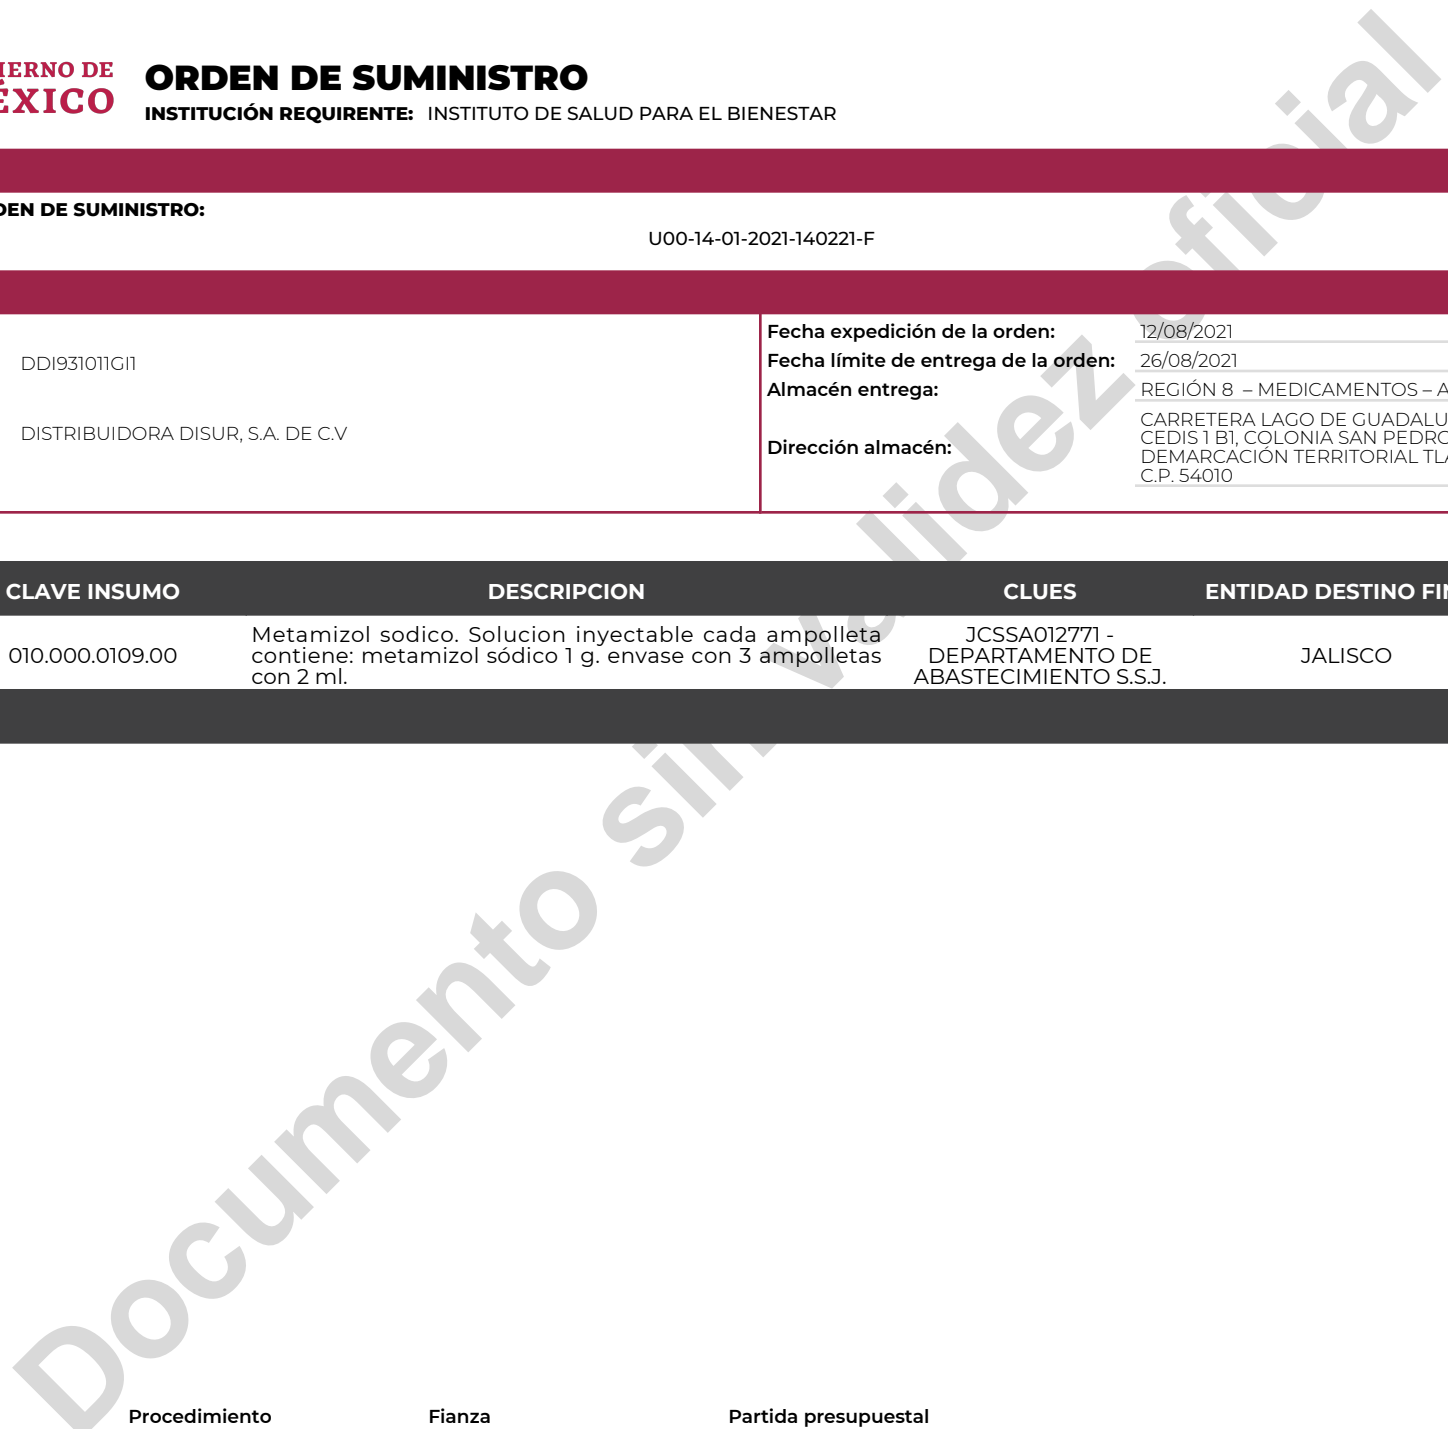 IERNO DE
ÉXICO
ORDEN DE SUMINISTRO
INSTITUCIÓN REQUIRENTE: INSTITUTO DE SALUD PARA EL BIENESTAR
DEN DE SUMINISTRO:
U00-14-01-2021-140221-F
DDI931011GI1
DISTRIBUIDORA DISUR, S.A. DE C.V
Fecha expedición de la orden: 12/08/2021
Fecha límite de entrega de la orden: 26/08/2021
Almacén entrega: REGIÓN 8 – MEDICAMENTOS – A
Dirección almacén:
CARRETERA LAGO DE GUADALU
CEDIS 1 B1, COLONIA SAN PEDRO
DEMARCACIÓN TERRITORIAL TLA
C.P. 54010
CLAVE INSUMO DESCRIPCION CLUES ENTIDAD DESTINO FIN
010.000.0109.00
Metamizol sodico. Solucion inyectable cada ampolleta
contiene: metamizol sódico 1 g. envase con 3 ampolletas
con 2 ml.
JCSSA012771 -
DEPARTAMENTO DE
ABASTECIMIENTO S.S.J.
JALISCO
Documento sin validez oficial
Procedimiento Fianza Partida presupuestal